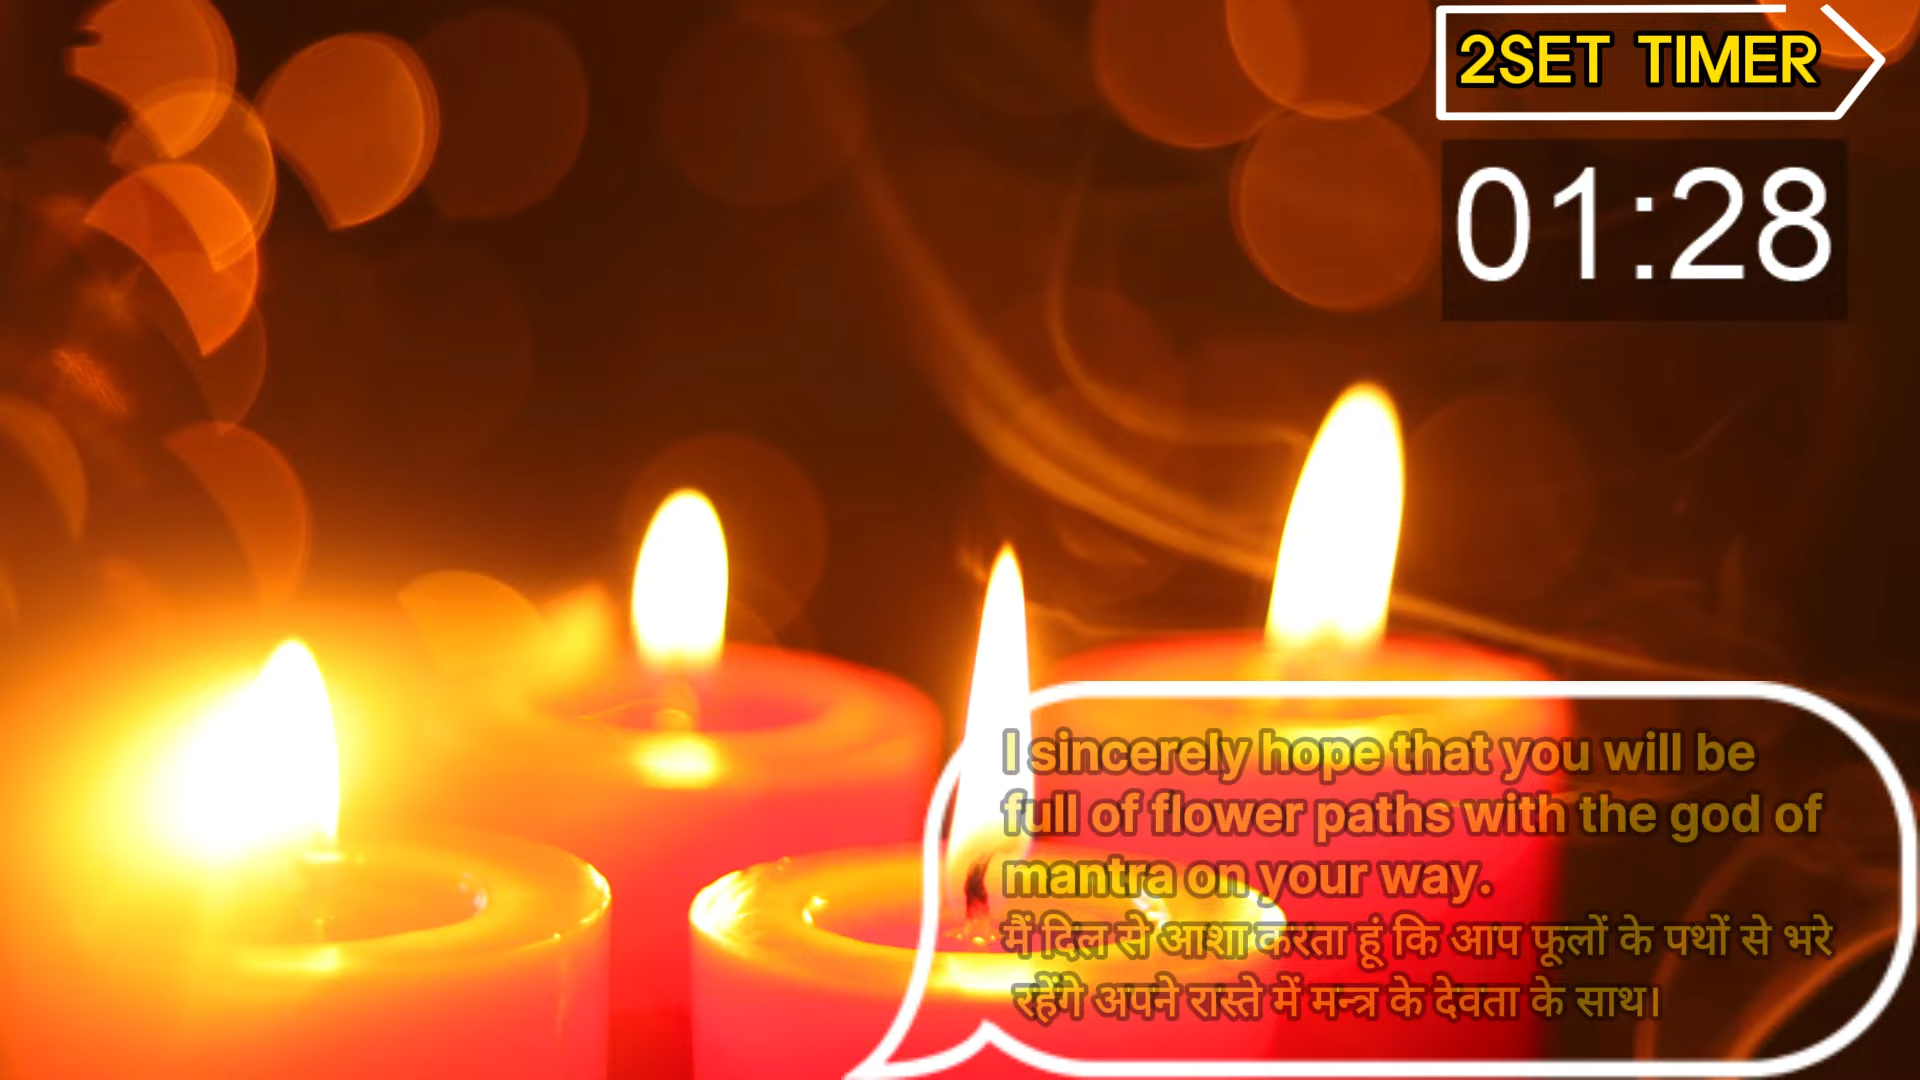 2SET TIMER
01:28
I sincerely hope that you will be
full of flower paths with the god of
mantra on your way.
मैं दिल से आशा करता हूं कि आप फूलों के पथों से भरे
रहेंगे अपने रास्ते में मन्त्र के देवता के साथ।